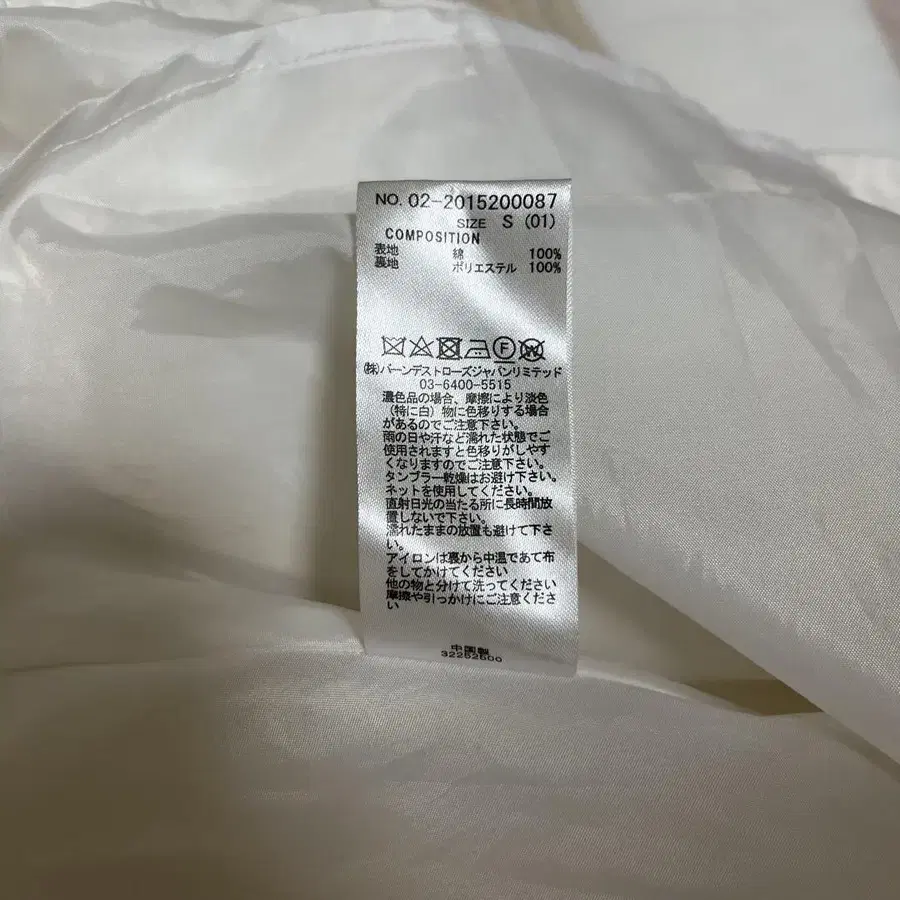 NO. 02-2015200087
SIZE S (01)
COMPOSITION
表地 綿 100%
裏地 ポリエステル 100%
F W
(株)バーンデストローズジャパンリミテッド
03-6400-5515
濃色品の場合、摩擦により淡色
(特に白)物に色移りする場合
があるのでご注意下さい。
雨の日や汗など濡れた状態でご
使用されますと色移りがしやす
くなりますのでご注意下さい。
タンブラー乾燥はお避け下さい。
ネットを使用してください。
直射日光の当たる所に長時間放
置しないで下さい。
濡れたままの放置も避けて下さ
い。
アイロンは裏から中温であて布
をしてかけてください
他の物と分けて洗ってください
摩擦や引っかけにご注意くださ
い
中国製
32252500